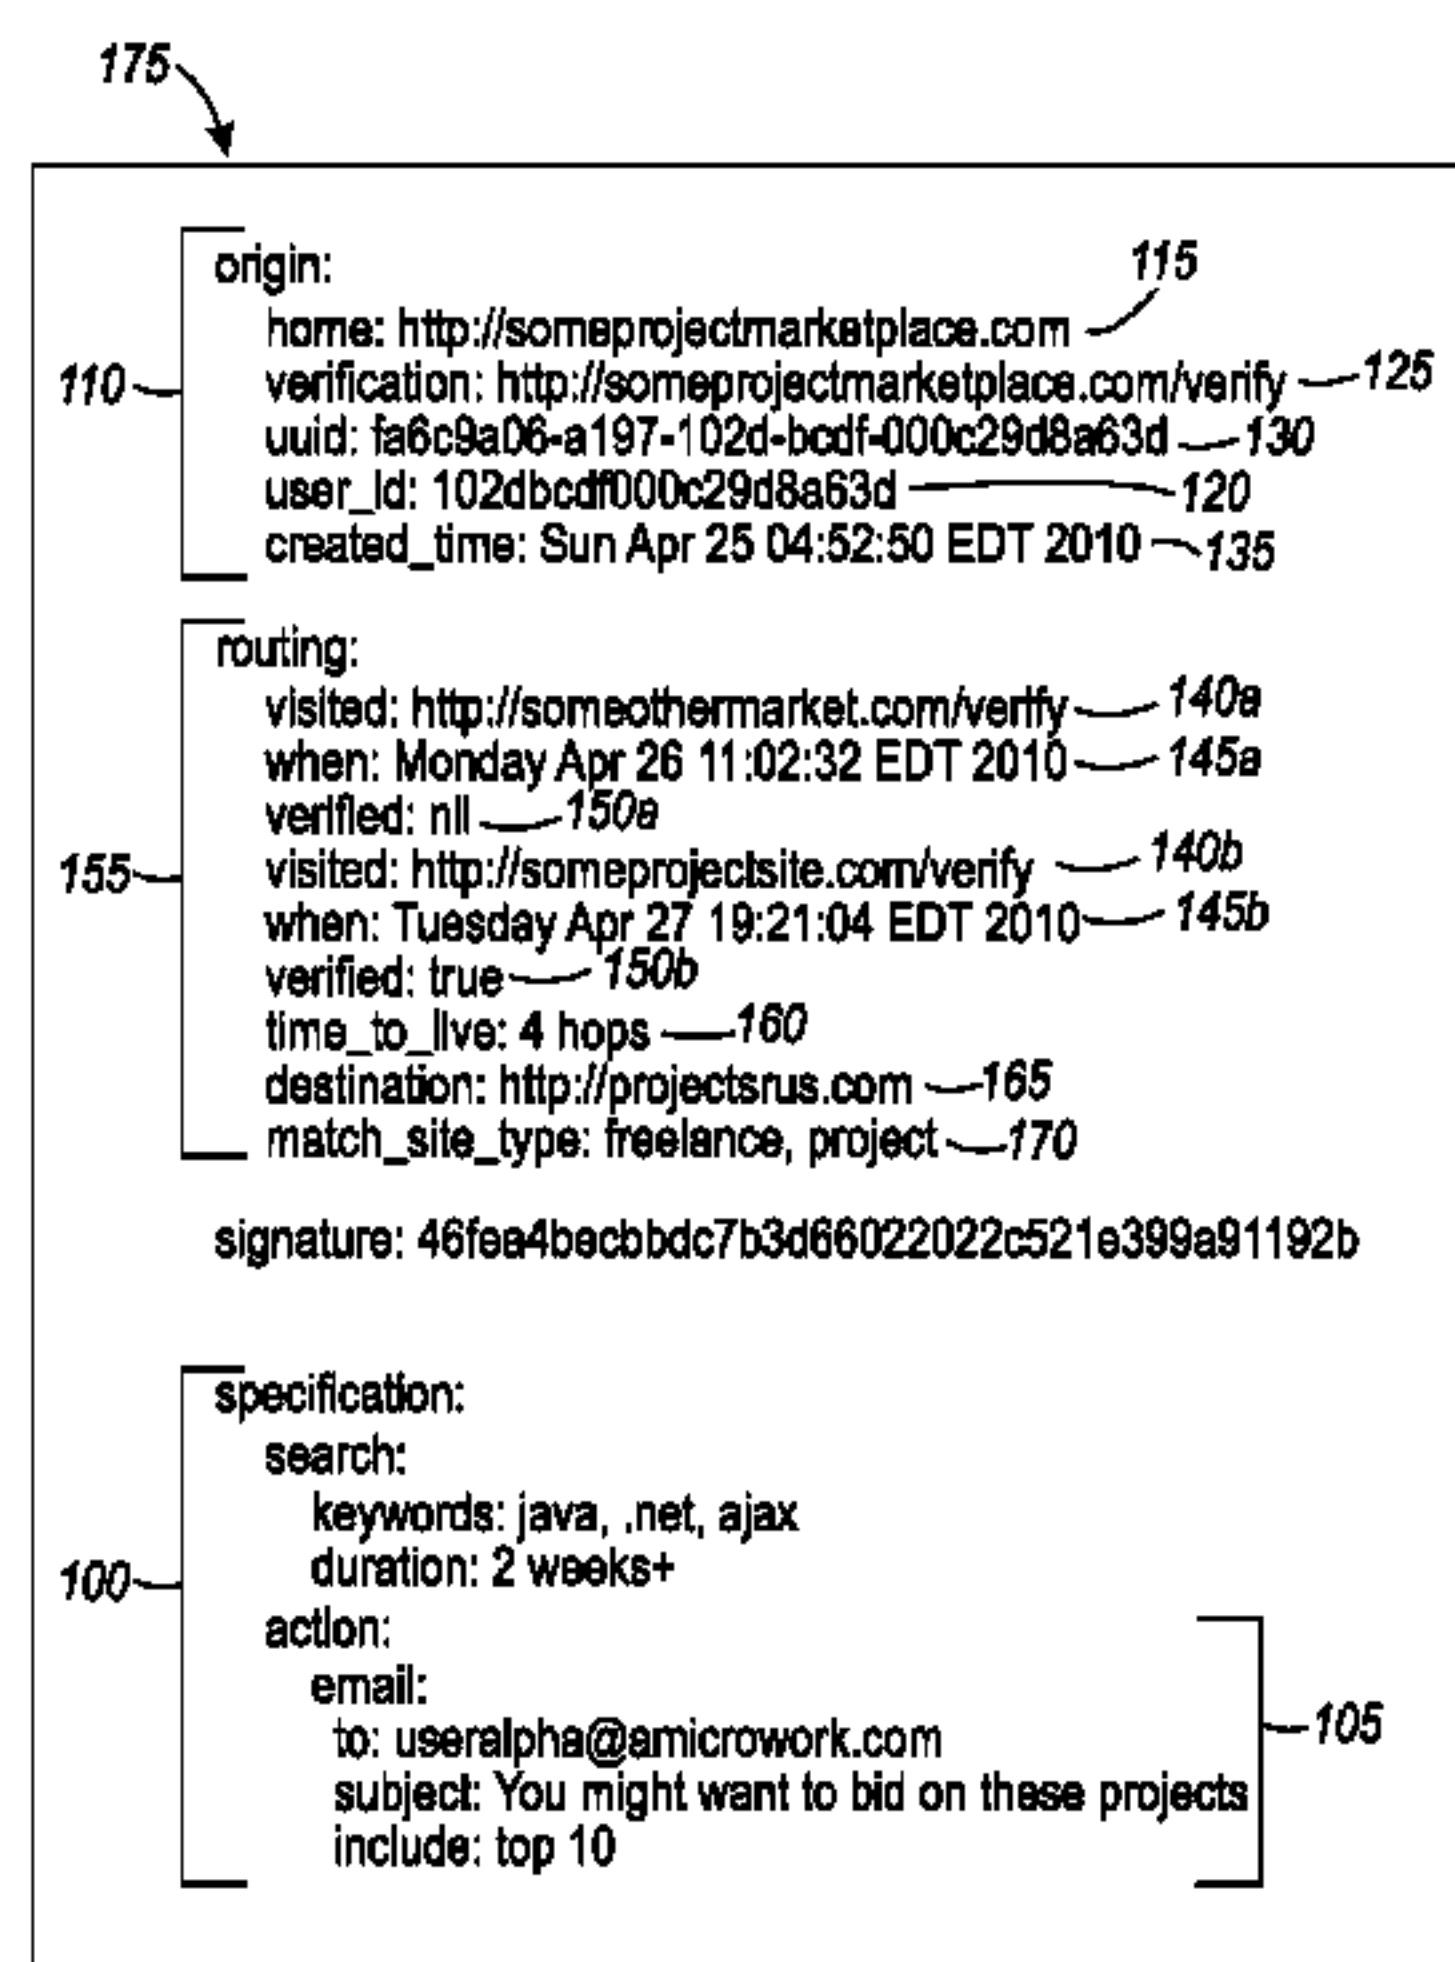 175
origin:
115
home: http://someprojectmarketplace.com
110
verification: http://someprojectmarketplace.com/verify
125
uuid: fa6c9a06-a197-102d-bcdf-000c29d8a63d
130
user_id: 102dbcdf000c29d8a63d
120
created_time: Sun Apr 25 04:52:50 EDT 2010
135
routing:
visited: http://someothermarket.com/verify
140a
when: Monday Apr 26 11:02:32 EDT 2010
145a
verified: nil
150a
155
visited: http://someprojectsite.com/verify
140b
when: Tuesday Apr 27 19:21:04 EDT 2010
145b
verified: true
150b
time_to_live: 4 hops
160
destination: http://projectsrus.com
165
match_site_type: freelance, project
170
signature: 46fea4becbbdc7b3d66022022c521e399a91192b
specification:
search:
keywords: java, .net, ajax
100
duration: 2 weeks+
action:
email:
to: useralpha@amicrowork.com
105
subject: You might want to bid on these projects
include: top 10